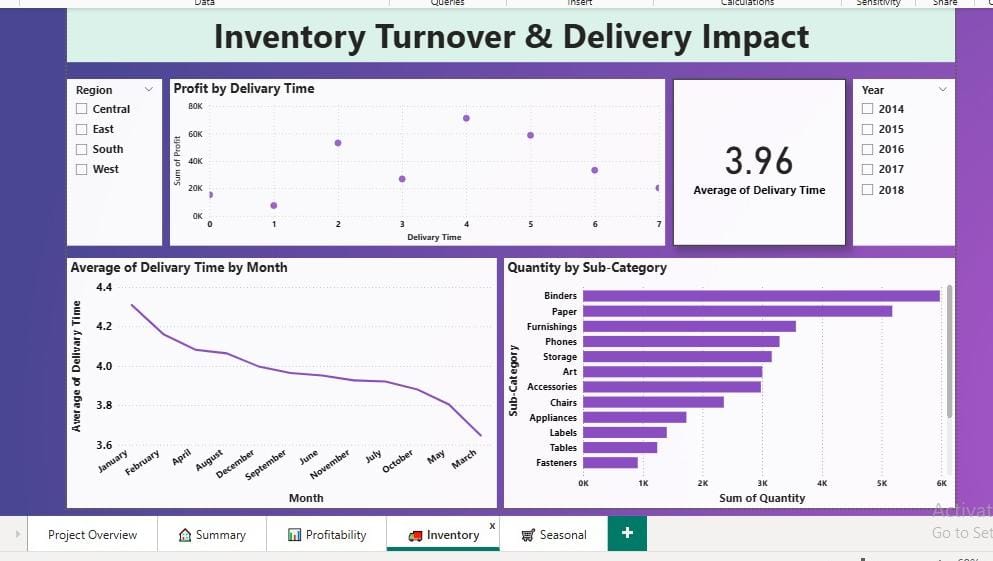 Data Queries Insert Calculations Sensitivity Share
Inventory Turnover & Delivery Impact
Region
Central
East
South
West
Profit by Delivary Time
Sum of Profit
80K
60K
40K
20K
0K
0 1 2 3 4 5 6 7
Delivary Time
3.96
Average of Delivary Time
Year
2014
2015
2016
2017
2018
Average of Delivary Time by Month
Average of Delivary Time
4.4
4.2
4.0
3.8
3.6
January February April August December September June November July October May March
Month
Quantity by Sub-Category
Sub-Category
Binders
Paper
Furnishings
Phones
Storage
Art
Accessories
Chairs
Appliances
Labels
Tables
Fasteners
0K 1K 2K 3K 4K 5K 6K
Sum of Quantity
Activat
Go to Set
Project Overview Summary Profitability Inventory x Seasonal +